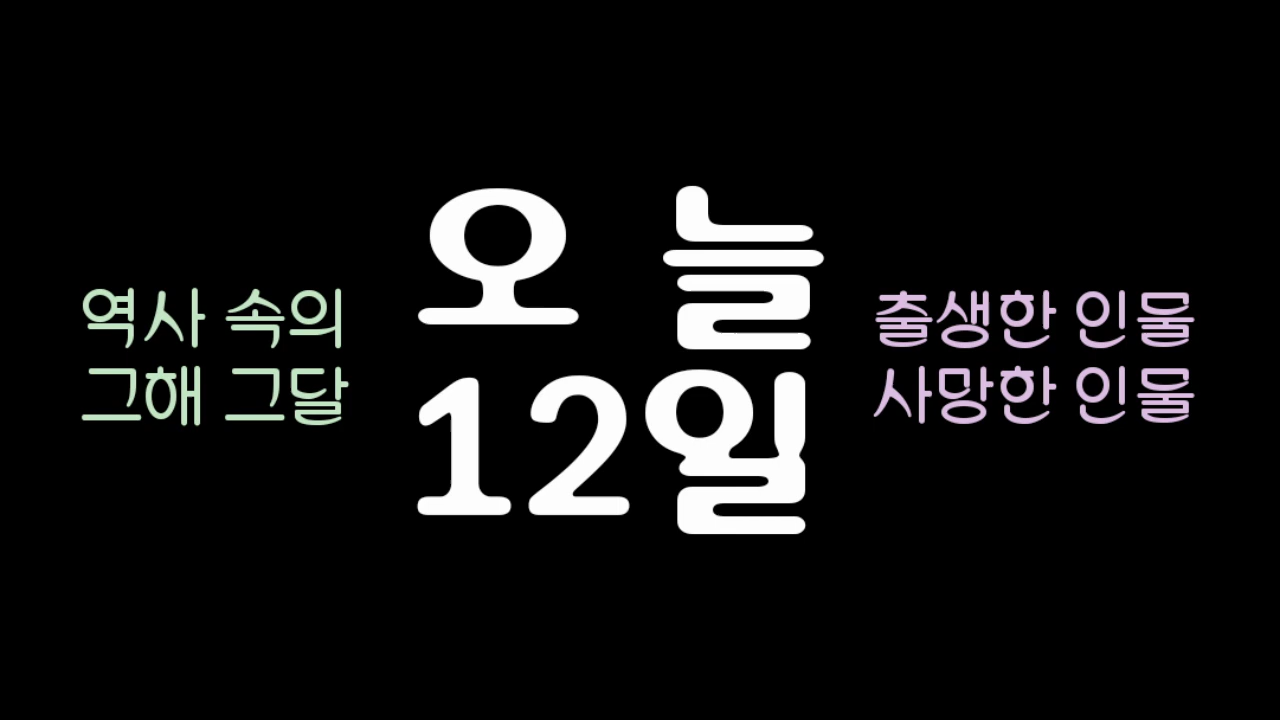 역사 속의
그해 그달
오 늘
12일
출생한 인물
사망한 인물